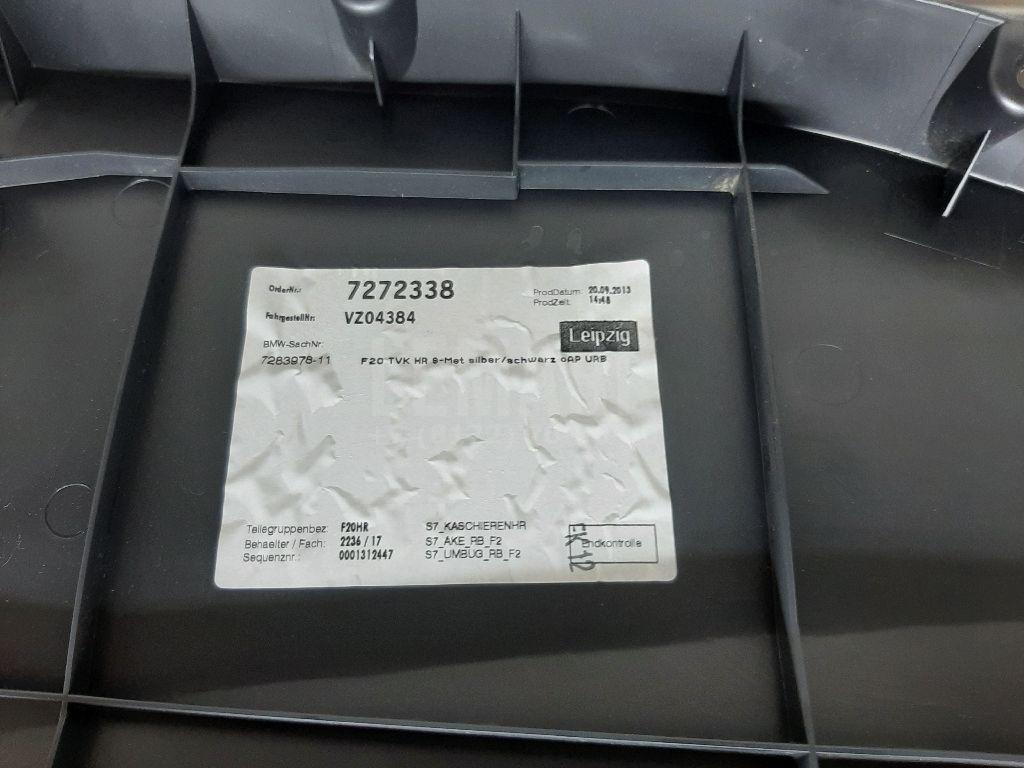 OrderNr.: 7272338 ProdDatum: 20.09.2013
ProdZeit: 14:48
FahrgestellNr: VZ04384
Leipzig
BMW-SachNr:
7283978-11 F20 TVK HR 6-Met silber/schwarz oAP URB
Teilegruppenbez: F20HR S7_KASCHIERENHR
Behaelter / Fach: 2236 / 17 S7_AKE_RB_F2
Sequenznr.: 0001312447 S7_UMBUG_RB_F2
Endkontrolle
EK 12